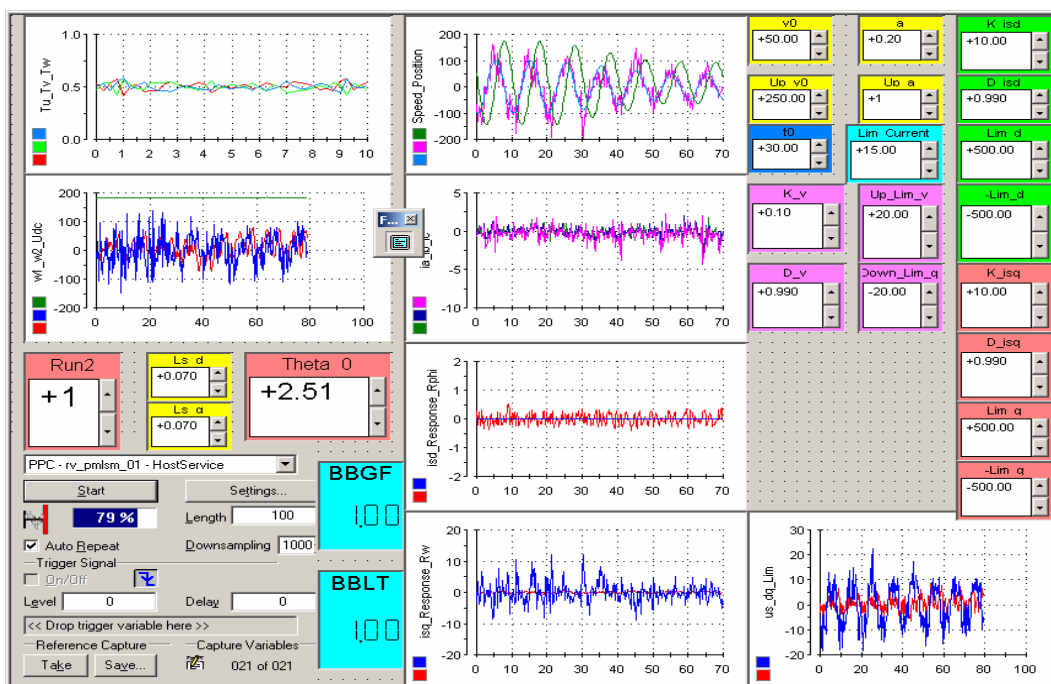 1.0
0.5
0.0
Tu_Tv_Tw
0 1 2 3 4 5 6 7 8 9 10
200
100
0
-100
-200
Speed_Position
0 10 20 30 40 50 60 70
v0
+50.00
a
+0.20
K_isd
+10.00
Up_v0
+250.00
Up_a
+1
D_isd
+0.990
t0
+30.00
Lim_Current
+15.00
Lim_d
+500.00
200
100
0
-100
-200
w1_w2_Udc
0 20 40 60 80 100
F...
5
0
-5
-10
0 10 20 30 40 50 60 70
K_v
+0.10
Up_Lim_v
+20.00
-Lim_d
-500.00
D_v
+0.990
Down_Lim_q
-20.00
K_isq
+10.00
D_isq
+0.990
Lim_q
+500.00
-Lim_q
-500.00
Run2
+1
Ls_d
+0.070
Ls_q
+0.070
Theta_0
+2.51
2
1
0
-1
-2
isd_Response_Rphi
0 10 20 30 40 50 60 70
PPC - rv_pmlsm_01 - HostService
Start
Settings...
79 %
Length 100
Auto Repeat
Downsampling 1000
Trigger Signal
On/Off
Level 0
Delay 0
<< Drop trigger variable here >>
Reference Capture
Capture Variables
Take
Save...
021 of 021
BBGF
1.00
BBLT
1.00
20
10
0
-10
-20
isq_Response_Rw
0 10 20 30 40 50 60 70
30
20
10
0
-10
-20
us_dq_Lim
0 20 40 60 80 100